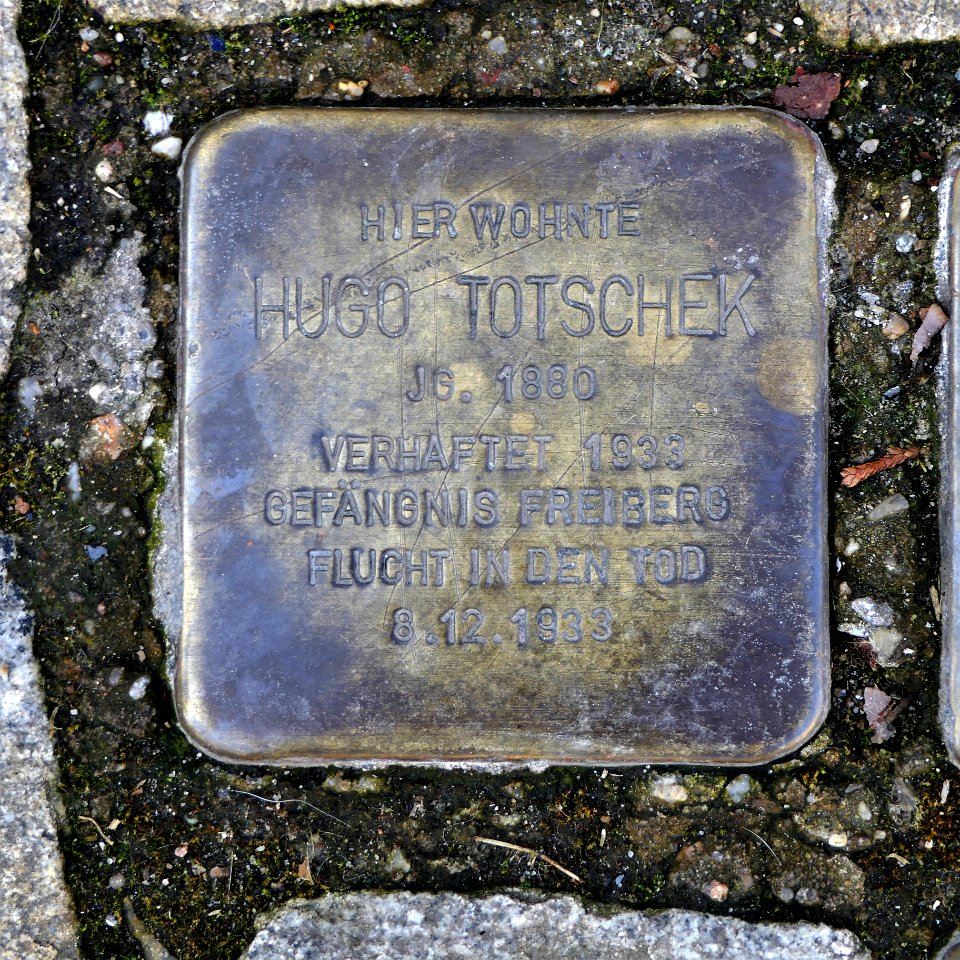 HIER WOHNTE
HUGO TOTSCHEK
JG. 1880
VERHAFTET 1933
GEFÄNGNIS FREIBERG
FLUCHT IN DEN TOD
8.12.1933